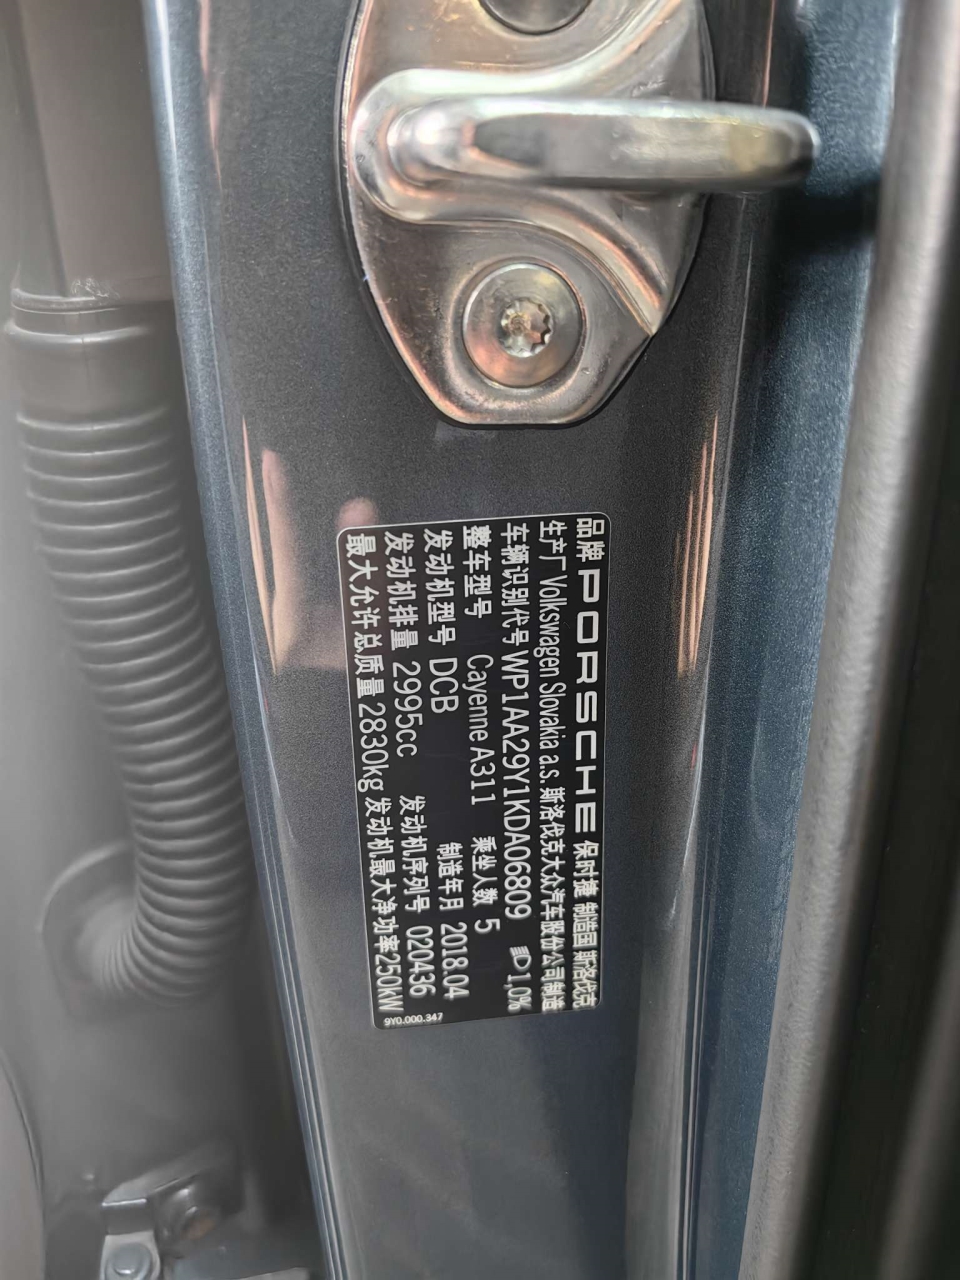 品牌 PORSCHE 保时捷 制造国 斯洛伐克
生产厂 Volkswagen Slovakia a.s. 斯洛伐克大众汽车股份公司制造
车辆识别代号 WP1AA29Y1KDA06809 1,0%
整车型号 Cayenne A311 乘坐人数 5
发动机型号 DCB 制造年月 2018.04
发动机排量 2995cc 发动机序列号 020436
最大允许总质量 2830kg 发动机最大净功率250kW
9Y0.000.347